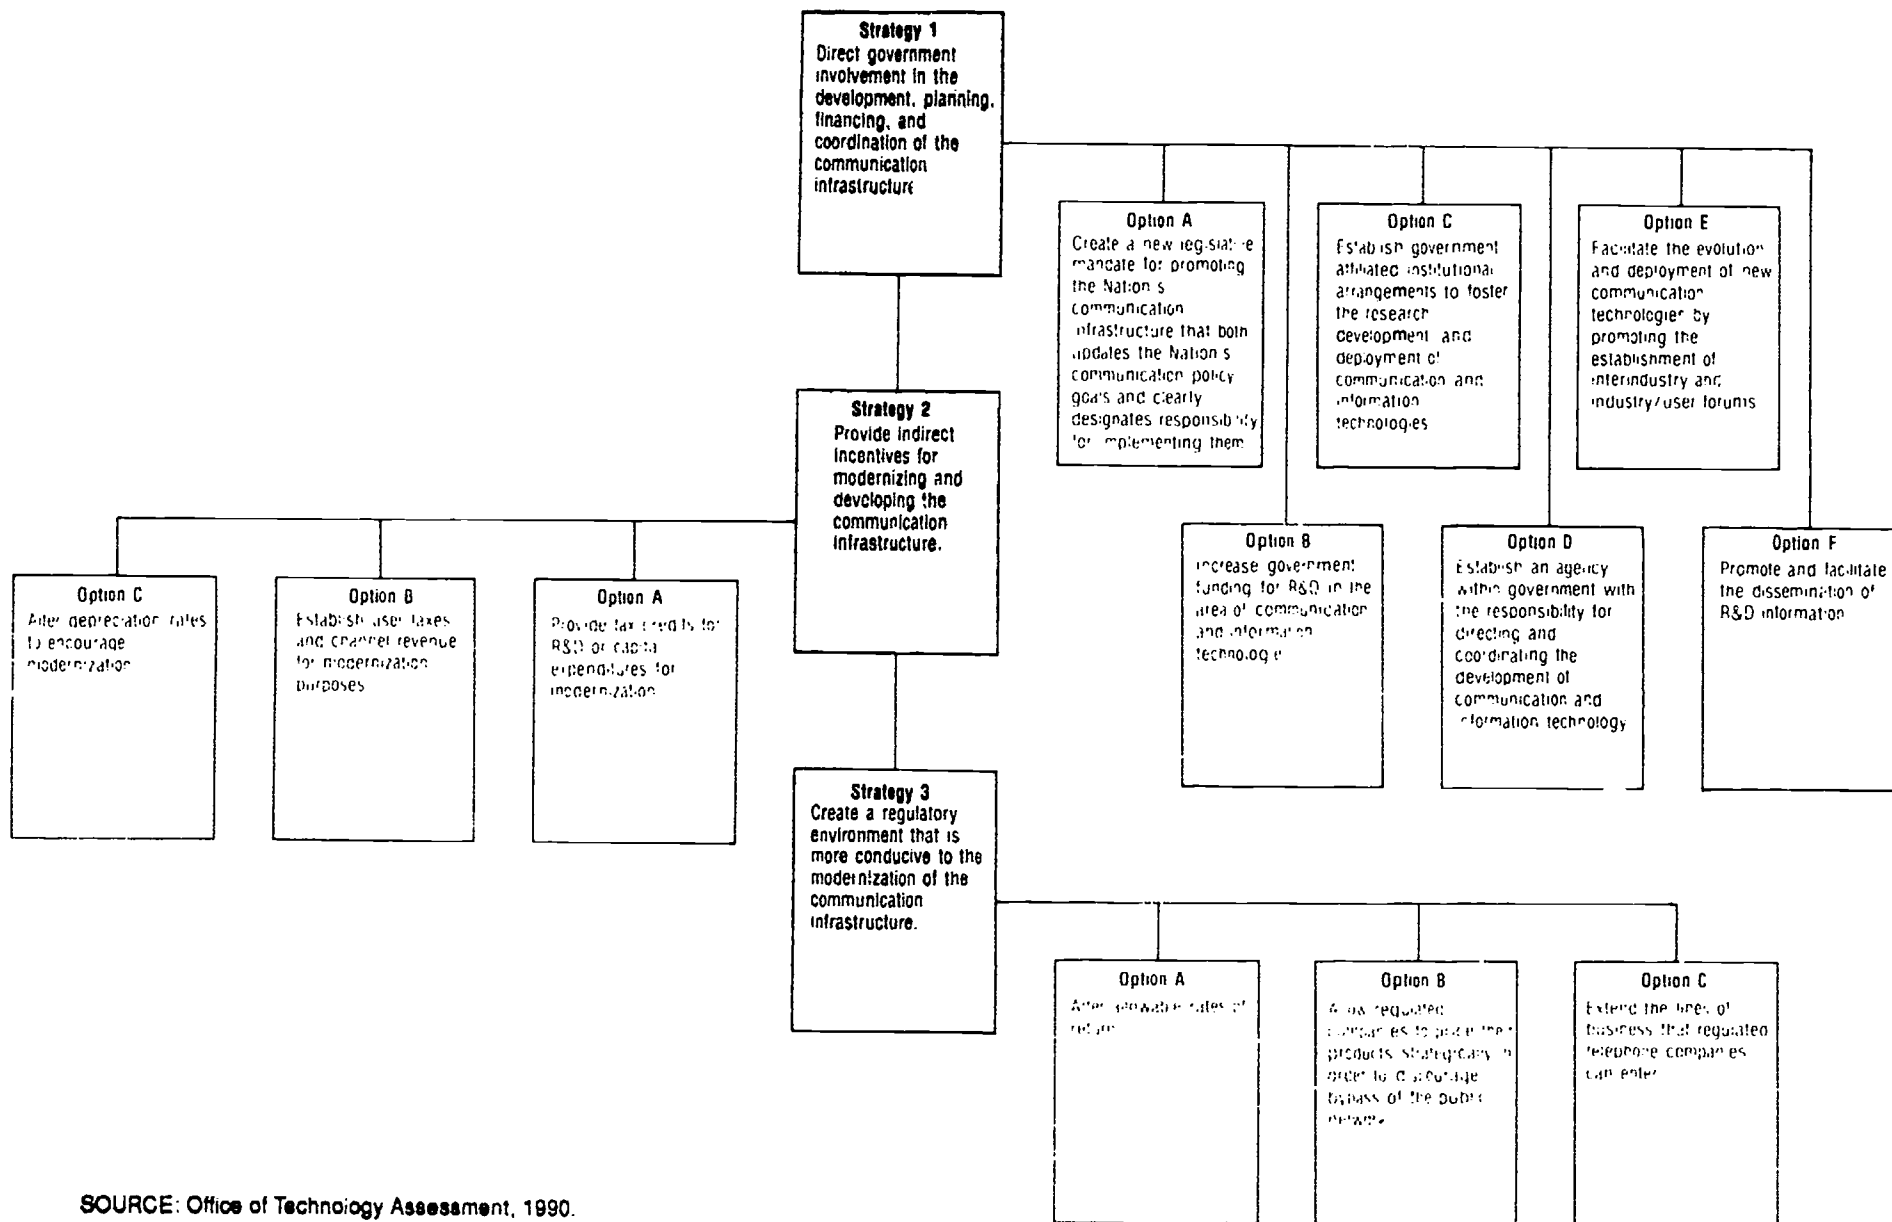 Strategy 1
Direct government
involvement in the
development, planning,
financing, and
coordination of the
communication
infrastructure
Option A
Create a new legislative
mandate for promoting
the Nation s
communication
infrastructure that both
updates the Nation s
communication policy
goals and clearly
designates responsibility
for implementing them
Option C
Establish government
affiliated institutional
arrangements to foster
the research
development and
deployment of
communication and
information
technologies
Option E
Facilitate the evolution
and deployment of new
communication
technologies by
promoting the
establishment of
interindustry and
industry/user forums
Option B
Increase government
funding for R&D in the
area of communication
and information
technologie
Option D
Establish an agency
within government with
the responsibility for
directing and
coordinating the
development of
communication and
information technology
Option F
Promote and facilitate
the dissemination of
R&D information
Strategy 2
Provide indirect
incentives for
modernizing and
developing the
communication
infrastructure.
Option C
Alter depreciation rates
to encourage
modernization
Option B
Establish user taxes
and channel revenue
for modernization
purposes
Option A
Provide tax credits for
R&D or capital
expenditures for
modernization
Strategy 3
Create a regulatory
environment that is
more conducive to the
modernization of the
communication
infrastructure.
Option A
Alter allowable rates of
return
Option B
Allow regulated
companies to price their
products strategically in
order to discourage
bypass of the public
network
Option C
Extend the lines of
business that regulated
telephone companies
can enter
SOURCE: Office of Technology Assessment, 1990.